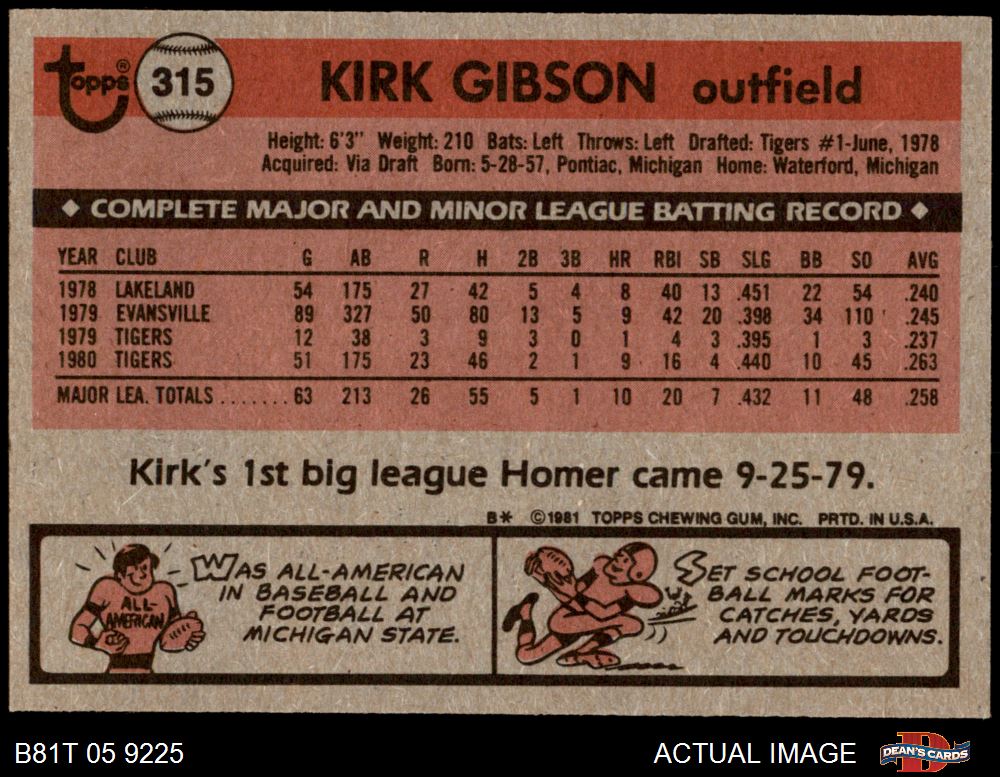 topps®
315
KIRK GIBSON outfield
Height: 6'3" Weight: 210 Bats: Left Throws: Left Drafted: Tigers #1-June, 1978
Acquired: Via Draft Born: 5-28-57, Pontiac, Michigan Home: Waterford, Michigan
◆ COMPLETE MAJOR AND MINOR LEAGUE BATTING RECORD ◆
YEAR CLUB G AB R H 2B 3B HR RBI SB SLG BB SO AVG
1978 LAKELAND 54 175 27 42 5 4 8 40 13 .451 22 54 .240
1979 EVANSVILLE 89 327 50 80 13 5 9 42 20 .398 34 110 .245
1979 TIGERS 12 38 3 9 3 0 1 4 3 .395 1 3 .237
1980 TIGERS 51 175 23 46 2 1 9 16 4 .440 10 45 .263
MAJOR LEA. TOTALS ....... 63 213 26 55 5 1 10 20 7 .432 11 48 .258
Kirk's 1st big league Homer came 9-25-79.
B* ©1981 TOPPS CHEWING GUM, INC. PRTD. IN U.S.A.
ALL-
AMERICAN
WAS ALL-AMERICAN
IN BASEBALL AND
FOOTBALL AT
MICHIGAN STATE.
SET SCHOOL FOOT-
BALL MARKS FOR
CATCHES, YARDS
AND TOUCHDOWNS.
B81T 05 9225
ACTUAL IMAGE
DEAN'S CARDS